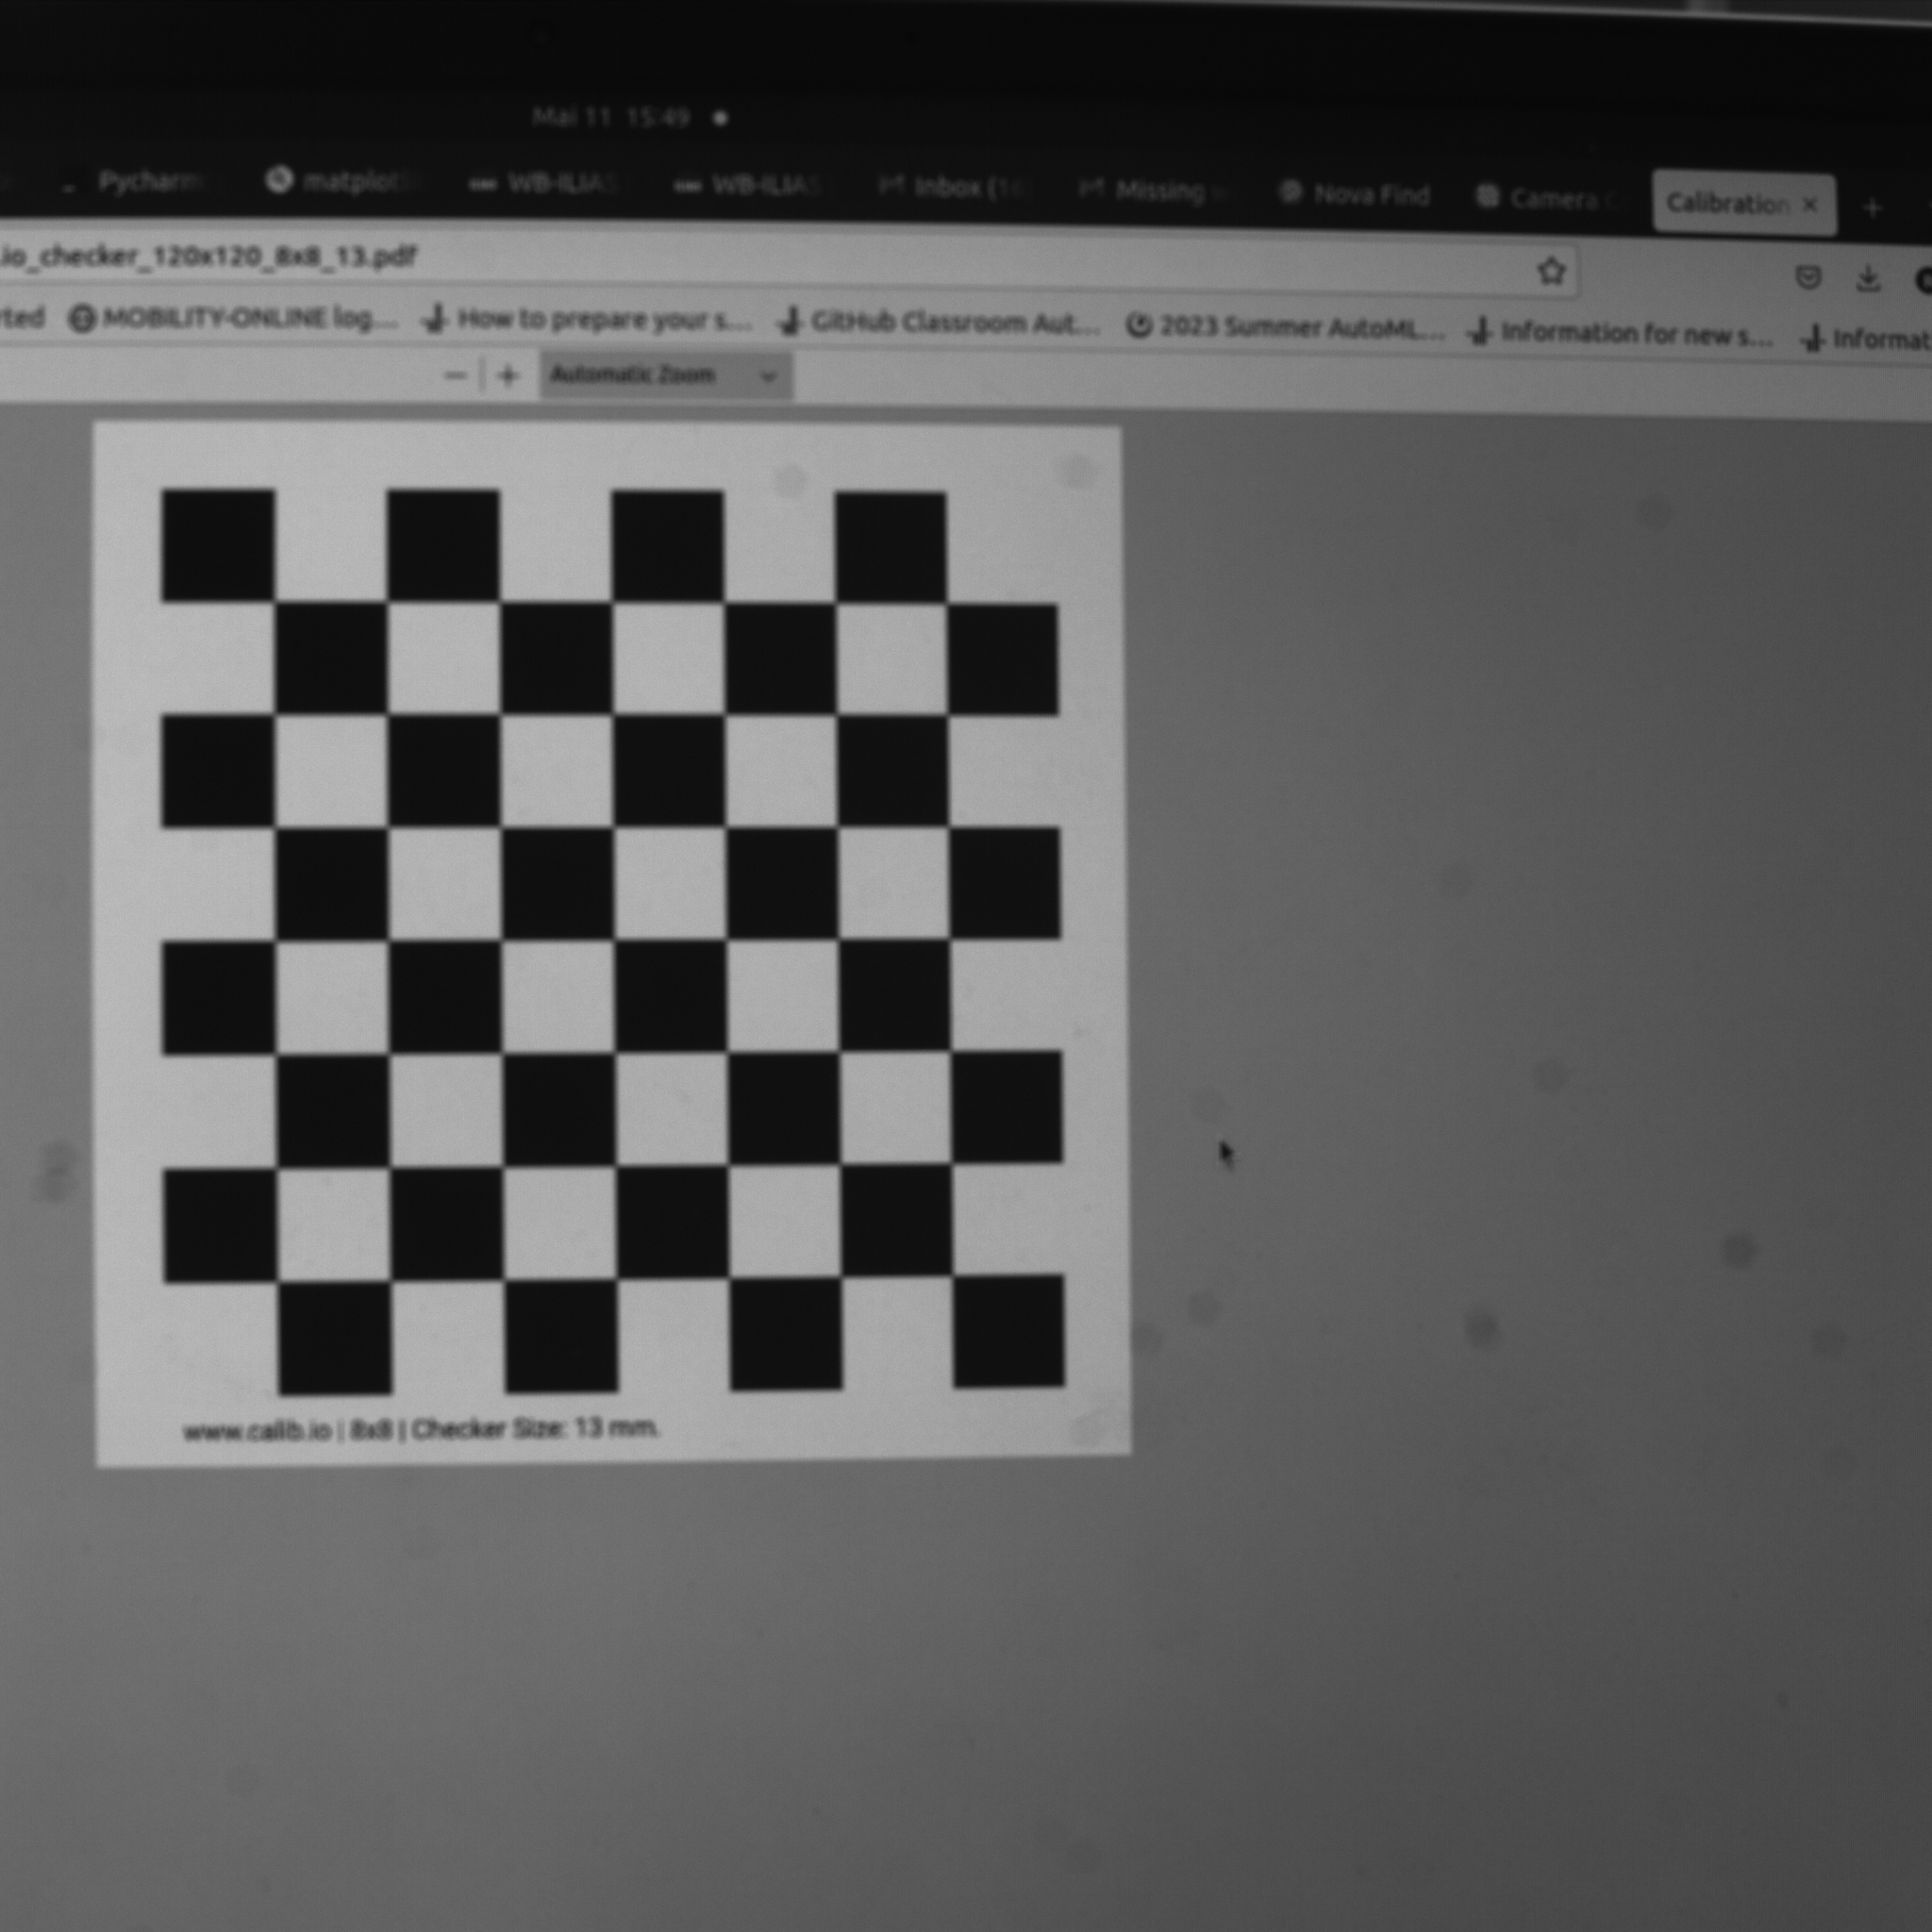 Mai 11 15:49
Pycharm matplotl WB-ILIAS WB-ILIAS Inbox (16 Missing Nova Find Camera C Calibration
.io_checker_120x120_8x8_13.pdf
rted MOBILITY-ONLINE log... How to prepare your s... GitHub Classroom Aut... 2023 Summer AutoML... Information for new s... Informat
Automatic Zoom
www.calib.io | 8x8 | Checker Size: 13 mm.